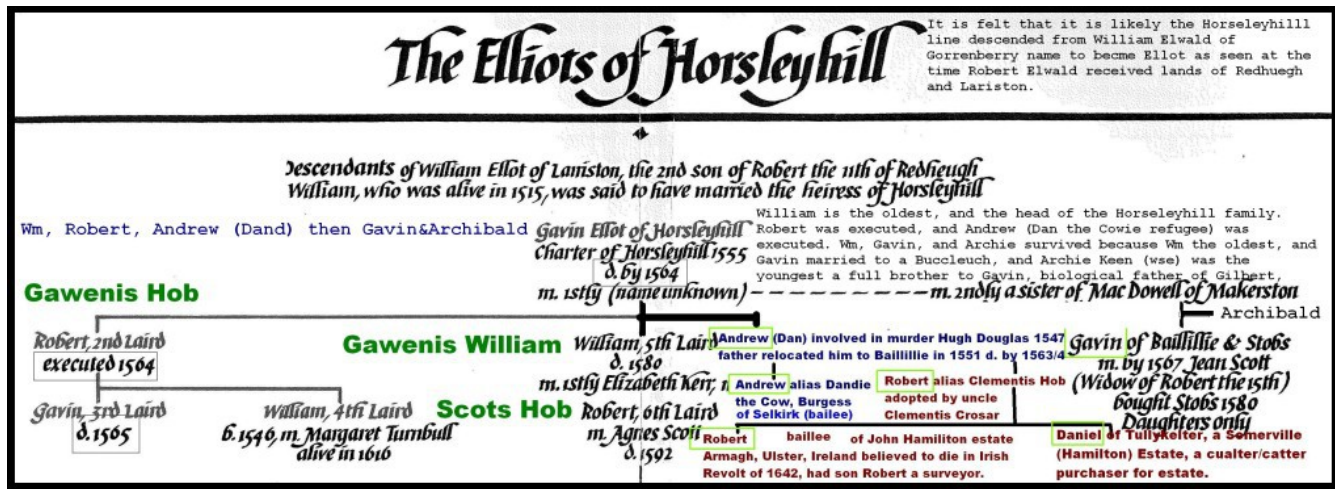 The Elliots of Horsleyhill
It is felt that it is likely the Horseleyhilll
line descended from William Elwald of
Gorrenberry name to becme Ellot as seen at the
time Robert Elwald received lands of Redhuegh
and Lariston.
Descendants of William Ellot of Larriston, the 2nd son of Robert the 11th of Redheugh
William, who was alive in 1515, was said to have married the heiress of Horsleyhill
Wm, Robert, Andrew (Dand) then Gavin&Archibald
Gavin Ellot of Horsleyhill
Charter of Horsleyhill 1555
d. by 1564
m. 1stly (name unknown)
m. 2ndly a sister of Mac Dowell of Makerston
William is the oldest, and the head of the Horseleyhill family.
Robert was executed, and Andrew (Dan the Cowie refugee) was
executed. Wm, Gavin, and Archie survived because Wm the oldest, and
Gavin married to a Buccleuch, and Archie Keen (wse) was the
youngest a full brother to Gavin, biological father of Gilbert,
Gawenis Hob
Archibald
Robert, 2nd Laird
executed 1564
Gawenis William
William, 5th Laird
d. 1580
m. 1stly Elizabeth Kerr,
Andrew (Dan) involved in murder Hugh Douglas 1547
father relocated him to Baillillie in 1551 d. by 1563/4
Gavin of Baillillie & Stobs
m. by 1567 Jean Scott
(Widow of Robert the 15th)
bought Stobs 1580
Daughters only
Andrew alias Dandie
the Cow, Burgess
of Selkirk (bailee)
Robert alias Clementis Hob
adopted by uncle
Clementis Crosar
Gavin, 3rd Laird
d. 1565
William, 4th Laird
b. 1546, m. Margaret Turnbull
alive in 1616
Scots Hob
Robert, 6th Laird
m. Agnes Scott
d. 1592
Robert baillee of John Hamiliton estate
Armagh, Ulster, Ireland believed to die in Irish
Revolt of 1642, had son Robert a surveyor.
Daniel of Tullykelter, a Somerville
(Hamilton) Estate, a cualter/catter
purchaser for estate.